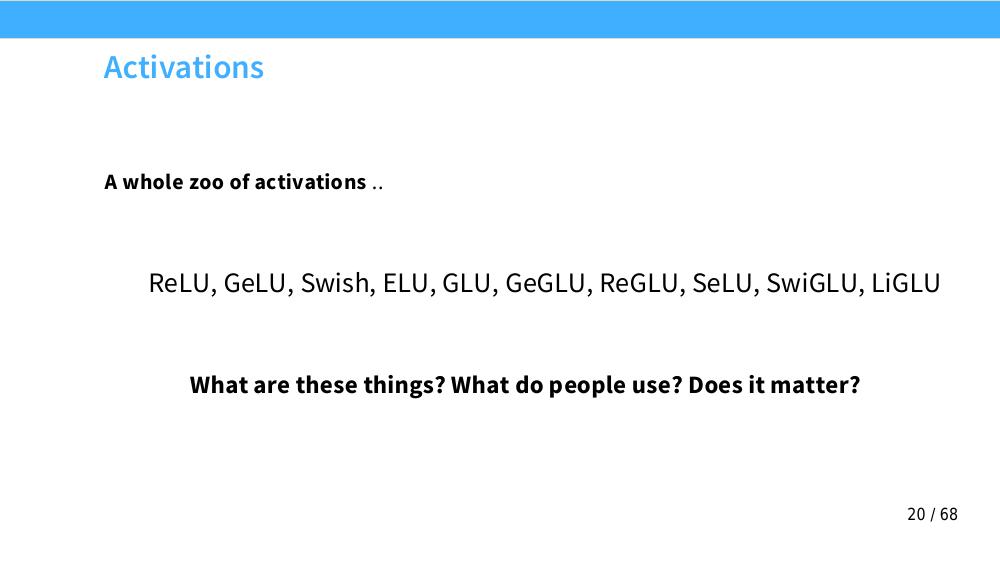 Activations
A whole zoo of activations ..
ReLU, GeLU, Swish, ELU, GLU, GeGLU, ReGLU, SeLU, SwiGLU, LiGLU
What are these things? What do people use? Does it matter?
20 / 68